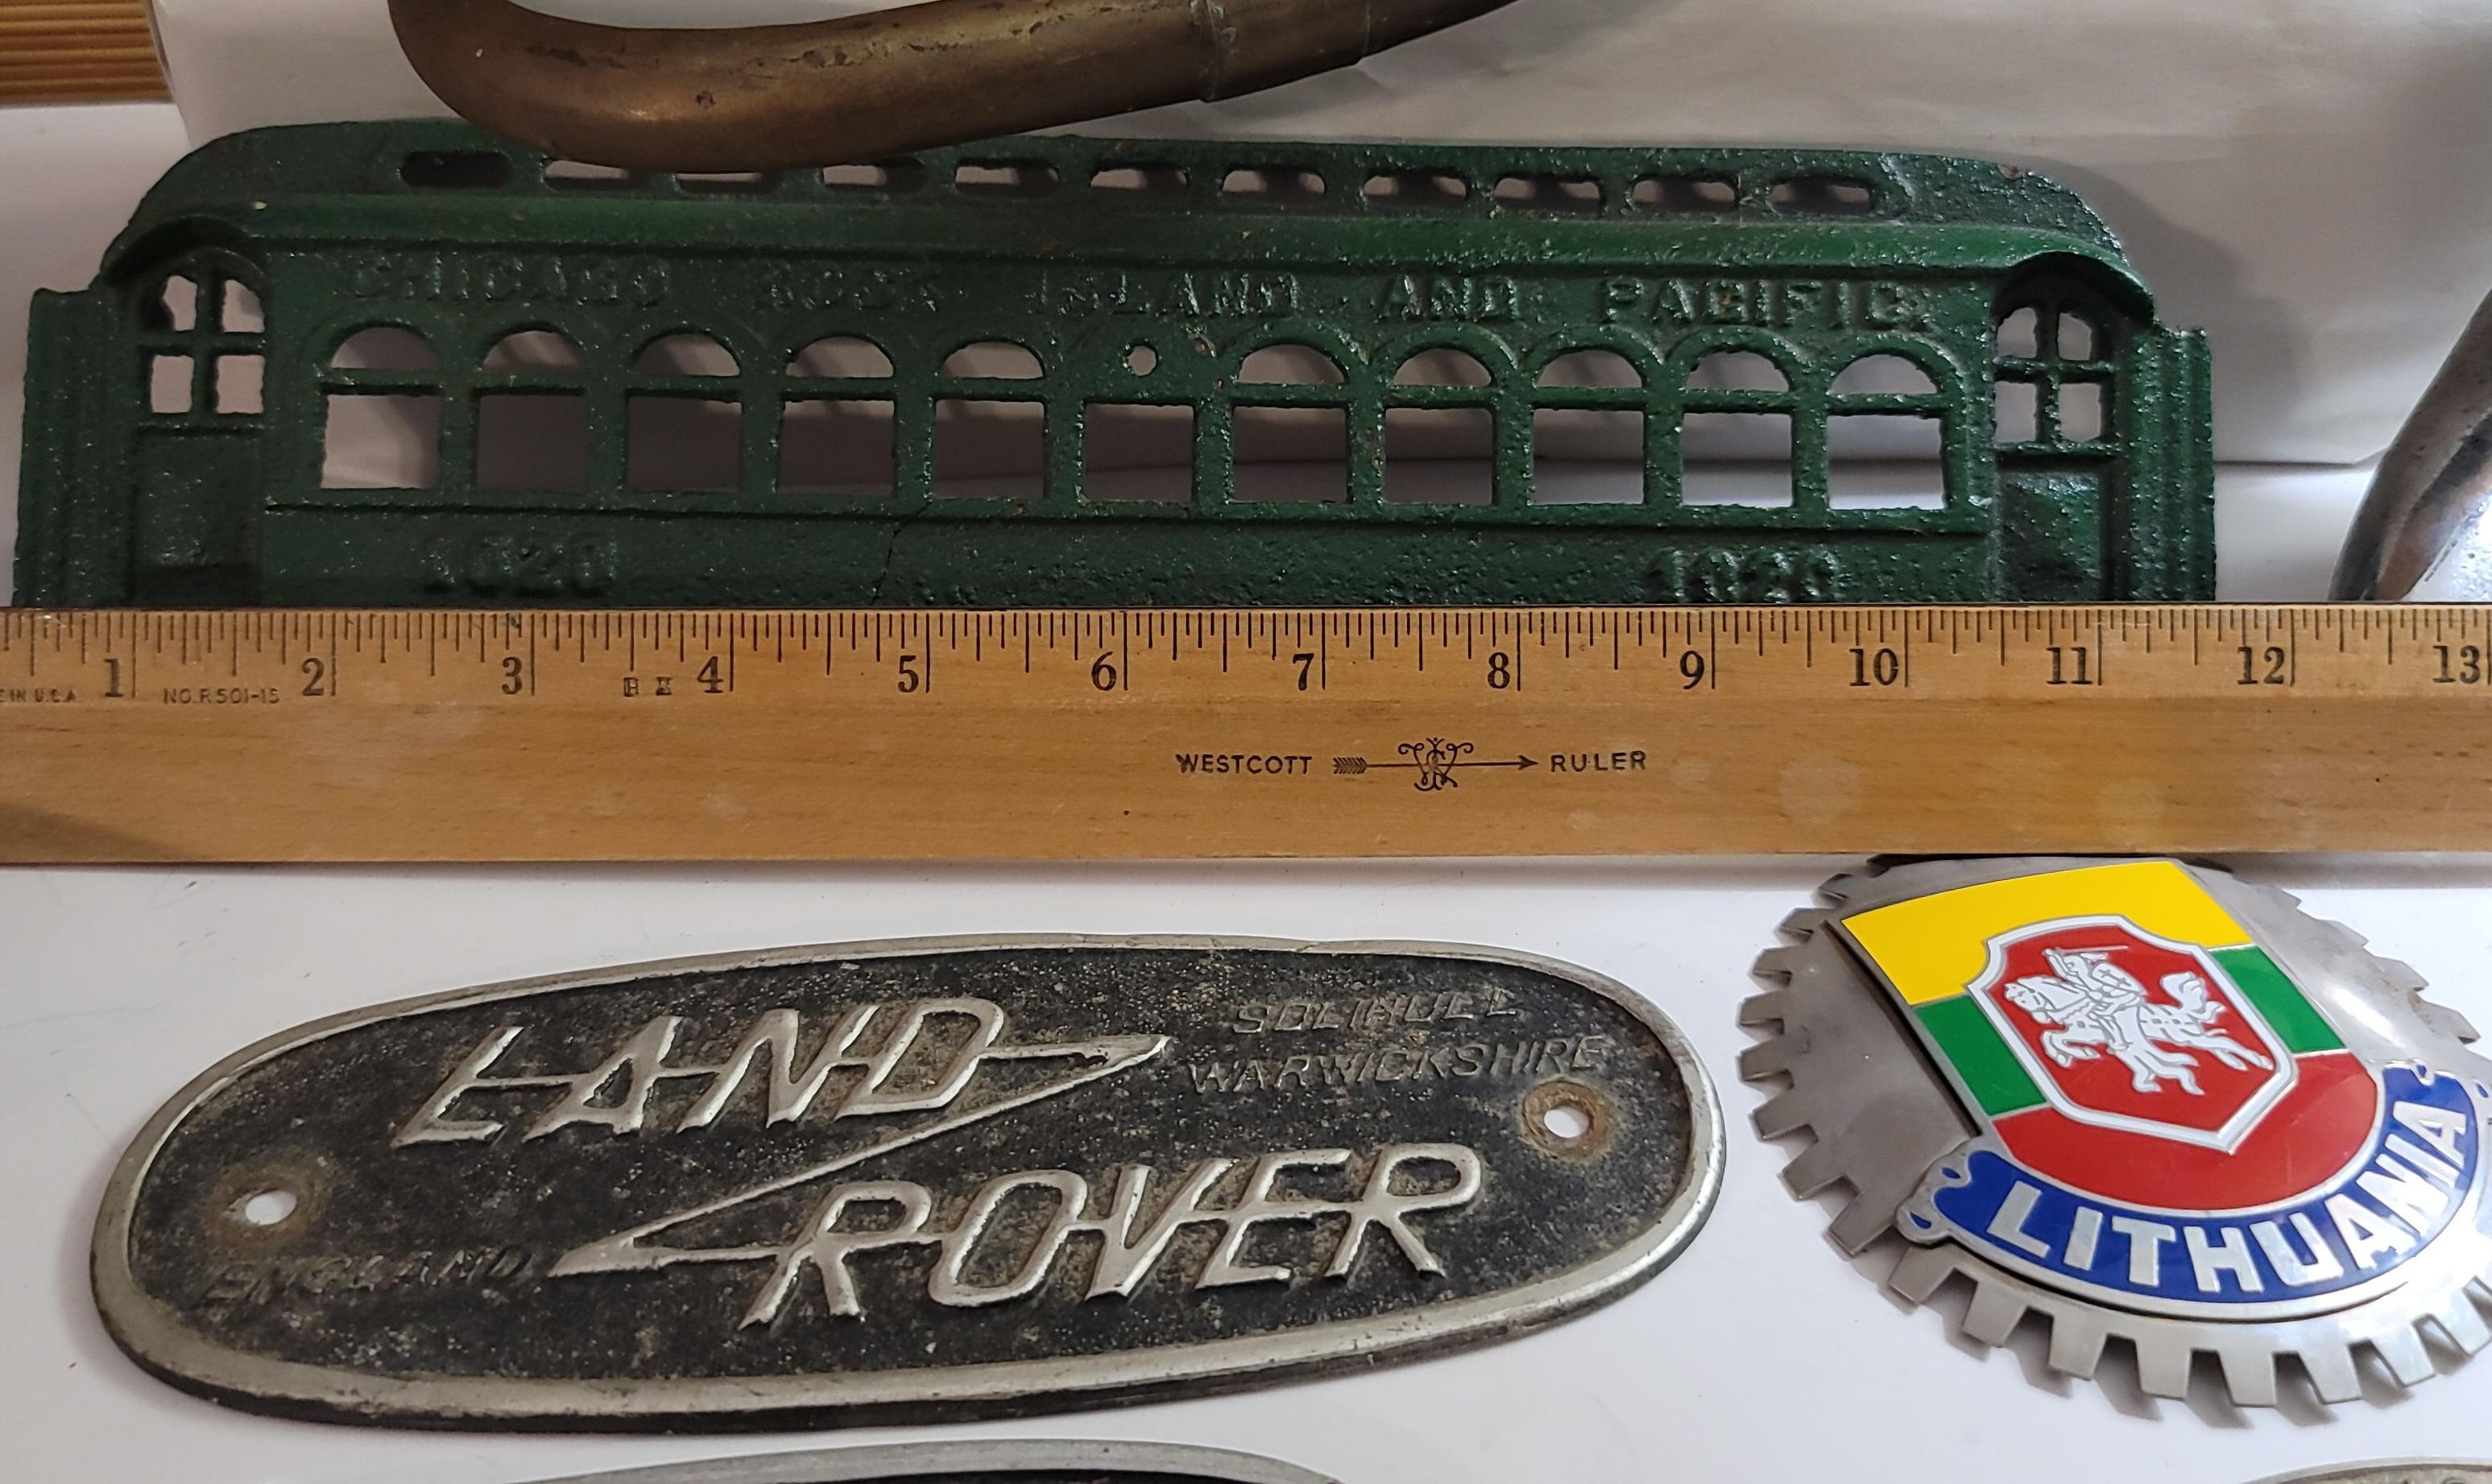 CHICAGO ROCK ISLAND AND PACIFIC
1020 1020
1 2 3 4 5 6 7 8 9 10 11 12 13
IN U.S.A. NO. R501-15
WESTCOTT RULER
LAND
SOLIHULL
WARWICKSHIRE
ROVER
ENGLAND
LITHUANIA